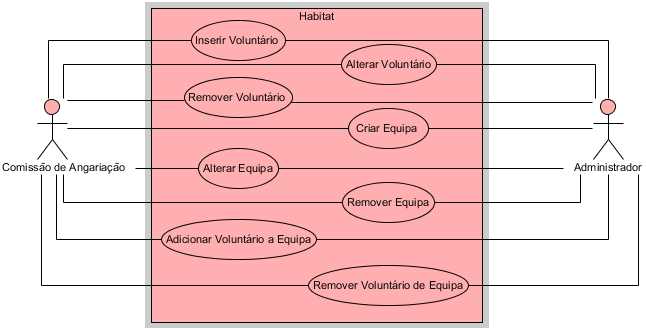 Habitat
Inserir Voluntário
Alterar Voluntário
Remover Voluntário
Criar Equipa
Comissão de Angariação
Alterar Equipa
Administrador
Remover Equipa
Adicionar Voluntário a Equipa
Remover Voluntário de Equipa